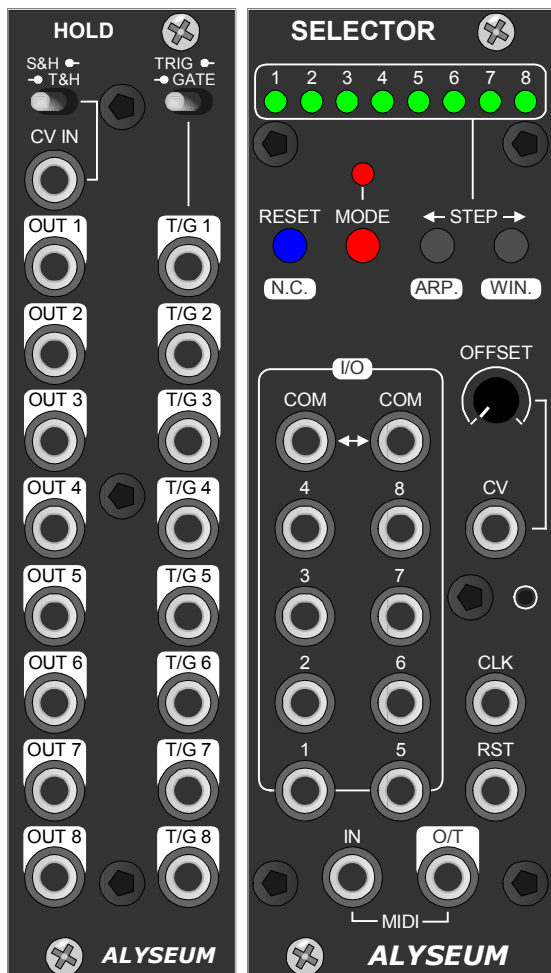 HOLD
S&H TRIG
T&H GATE
CV IN
OUT 1 T/G 1
OUT 2 T/G 2
OUT 3 T/G 3
OUT 4 T/G 4
OUT 5 T/G 5
OUT 6 T/G 6
OUT 7 T/G 7
OUT 8 T/G 8
ALYSEUM
SELECTOR
1 2 3 4 5 6 7 8
RESET MODE STEP
N.C. ARP. WIN.
I/O OFFSET
COM COM
4 8 CV
3 7
2 6 CLK
1 5 RST
IN O/T
MIDI
ALYSEUM